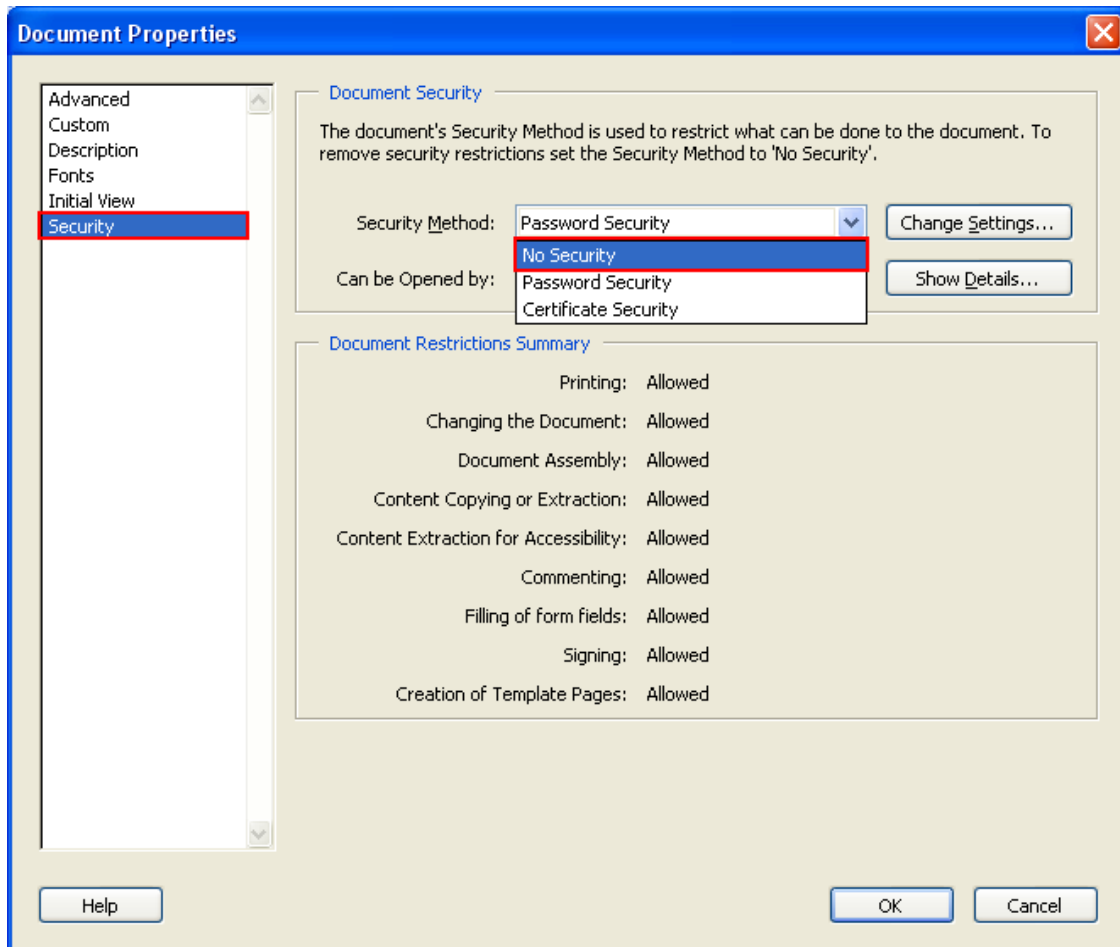 Document Properties
Advanced
Custom
Description
Fonts
Initial View
Security
Document Security
The document's Security Method is used to restrict what can be done to the document. To
remove security restrictions set the Security Method to 'No Security'.
Security Method: Password Security Change Settings...
No Security
Can be Opened by: Show Details...
Password Security
Certificate Security
Document Restrictions Summary
Printing: Allowed
Changing the Document: Allowed
Document Assembly: Allowed
Content Copying or Extraction: Allowed
Content Extraction for Accessibility: Allowed
Commenting: Allowed
Filling of form fields: Allowed
Signing: Allowed
Creation of Template Pages: Allowed
Help OK Cancel